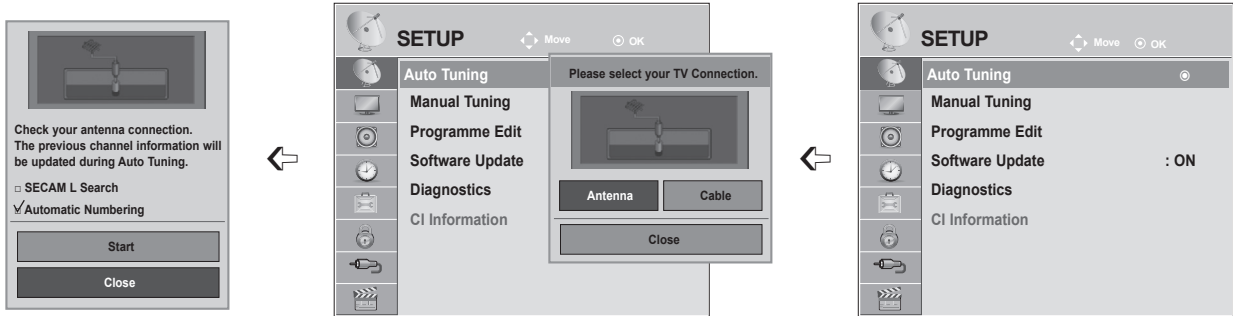 Check your antenna connection.
The previous channel information will
be updated during Auto Tuning.
□ SECAM L Search
☑ Automatic Numbering
Start
Close
SETUP
Move
OK
Auto Tuning
Manual Tuning
Programme Edit
Software Update
Diagnostics
CI Information
Please select your TV Connection.
Antenna
Cable
Close
SETUP
Move
OK
Auto Tuning
Manual Tuning
Programme Edit
Software Update : ON
Diagnostics
CI Information